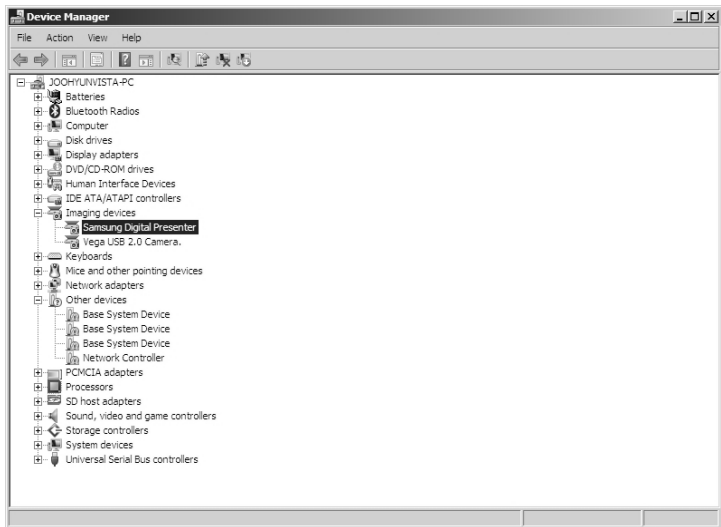 Device Manager
File Action View Help
JOOHYUNVISTA-PC
Batteries
Bluetooth Radios
Computer
Disk drives
Display adapters
DVD/CD-ROM drives
Human Interface Devices
IDE ATA/ATAPI controllers
Imaging devices
Samsung Digital Presenter
Vega USB 2.0 Camera.
Keyboards
Mice and other pointing devices
Network adapters
Other devices
Base System Device
Base System Device
Base System Device
Network Controller
PCMCIA adapters
Processors
SD host adapters
Sound, video and game controllers
Storage controllers
System devices
Universal Serial Bus controllers